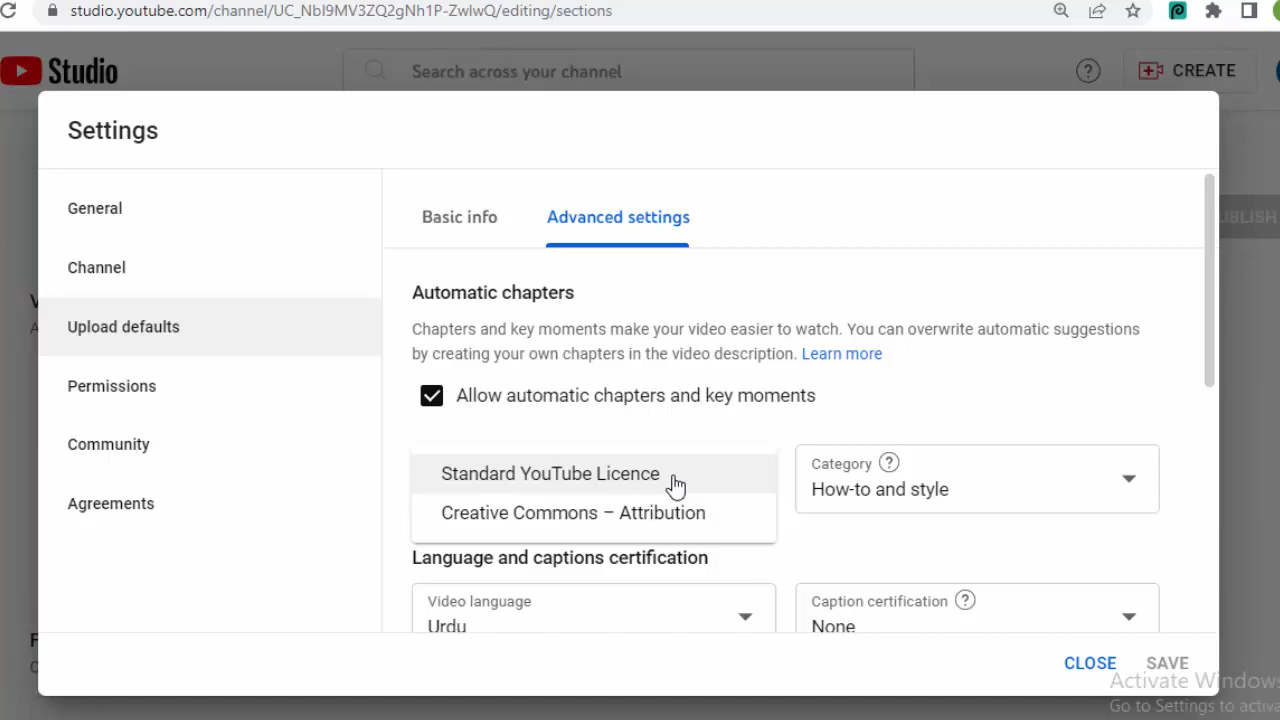 studio.youtube.com/channel/UC_NbI9MV3ZQ2gNh1P-ZwlwQ/editing/sections
Studio
Search across your channel
CREATE
Settings
General
Channel
Upload defaults
Permissions
Community
Agreements
Basic info
Advanced settings
Automatic chapters
Chapters and key moments make your video easier to watch. You can overwrite automatic suggestions
by creating your own chapters in the video description. Learn more
Allow automatic chapters and key moments
Standard YouTube Licence
Creative Commons – Attribution
Category
How-to and style
Language and captions certification
Video language
Urdu
Caption certification
None
CLOSE
SAVE
Activate Windows
Go to Settings to activa